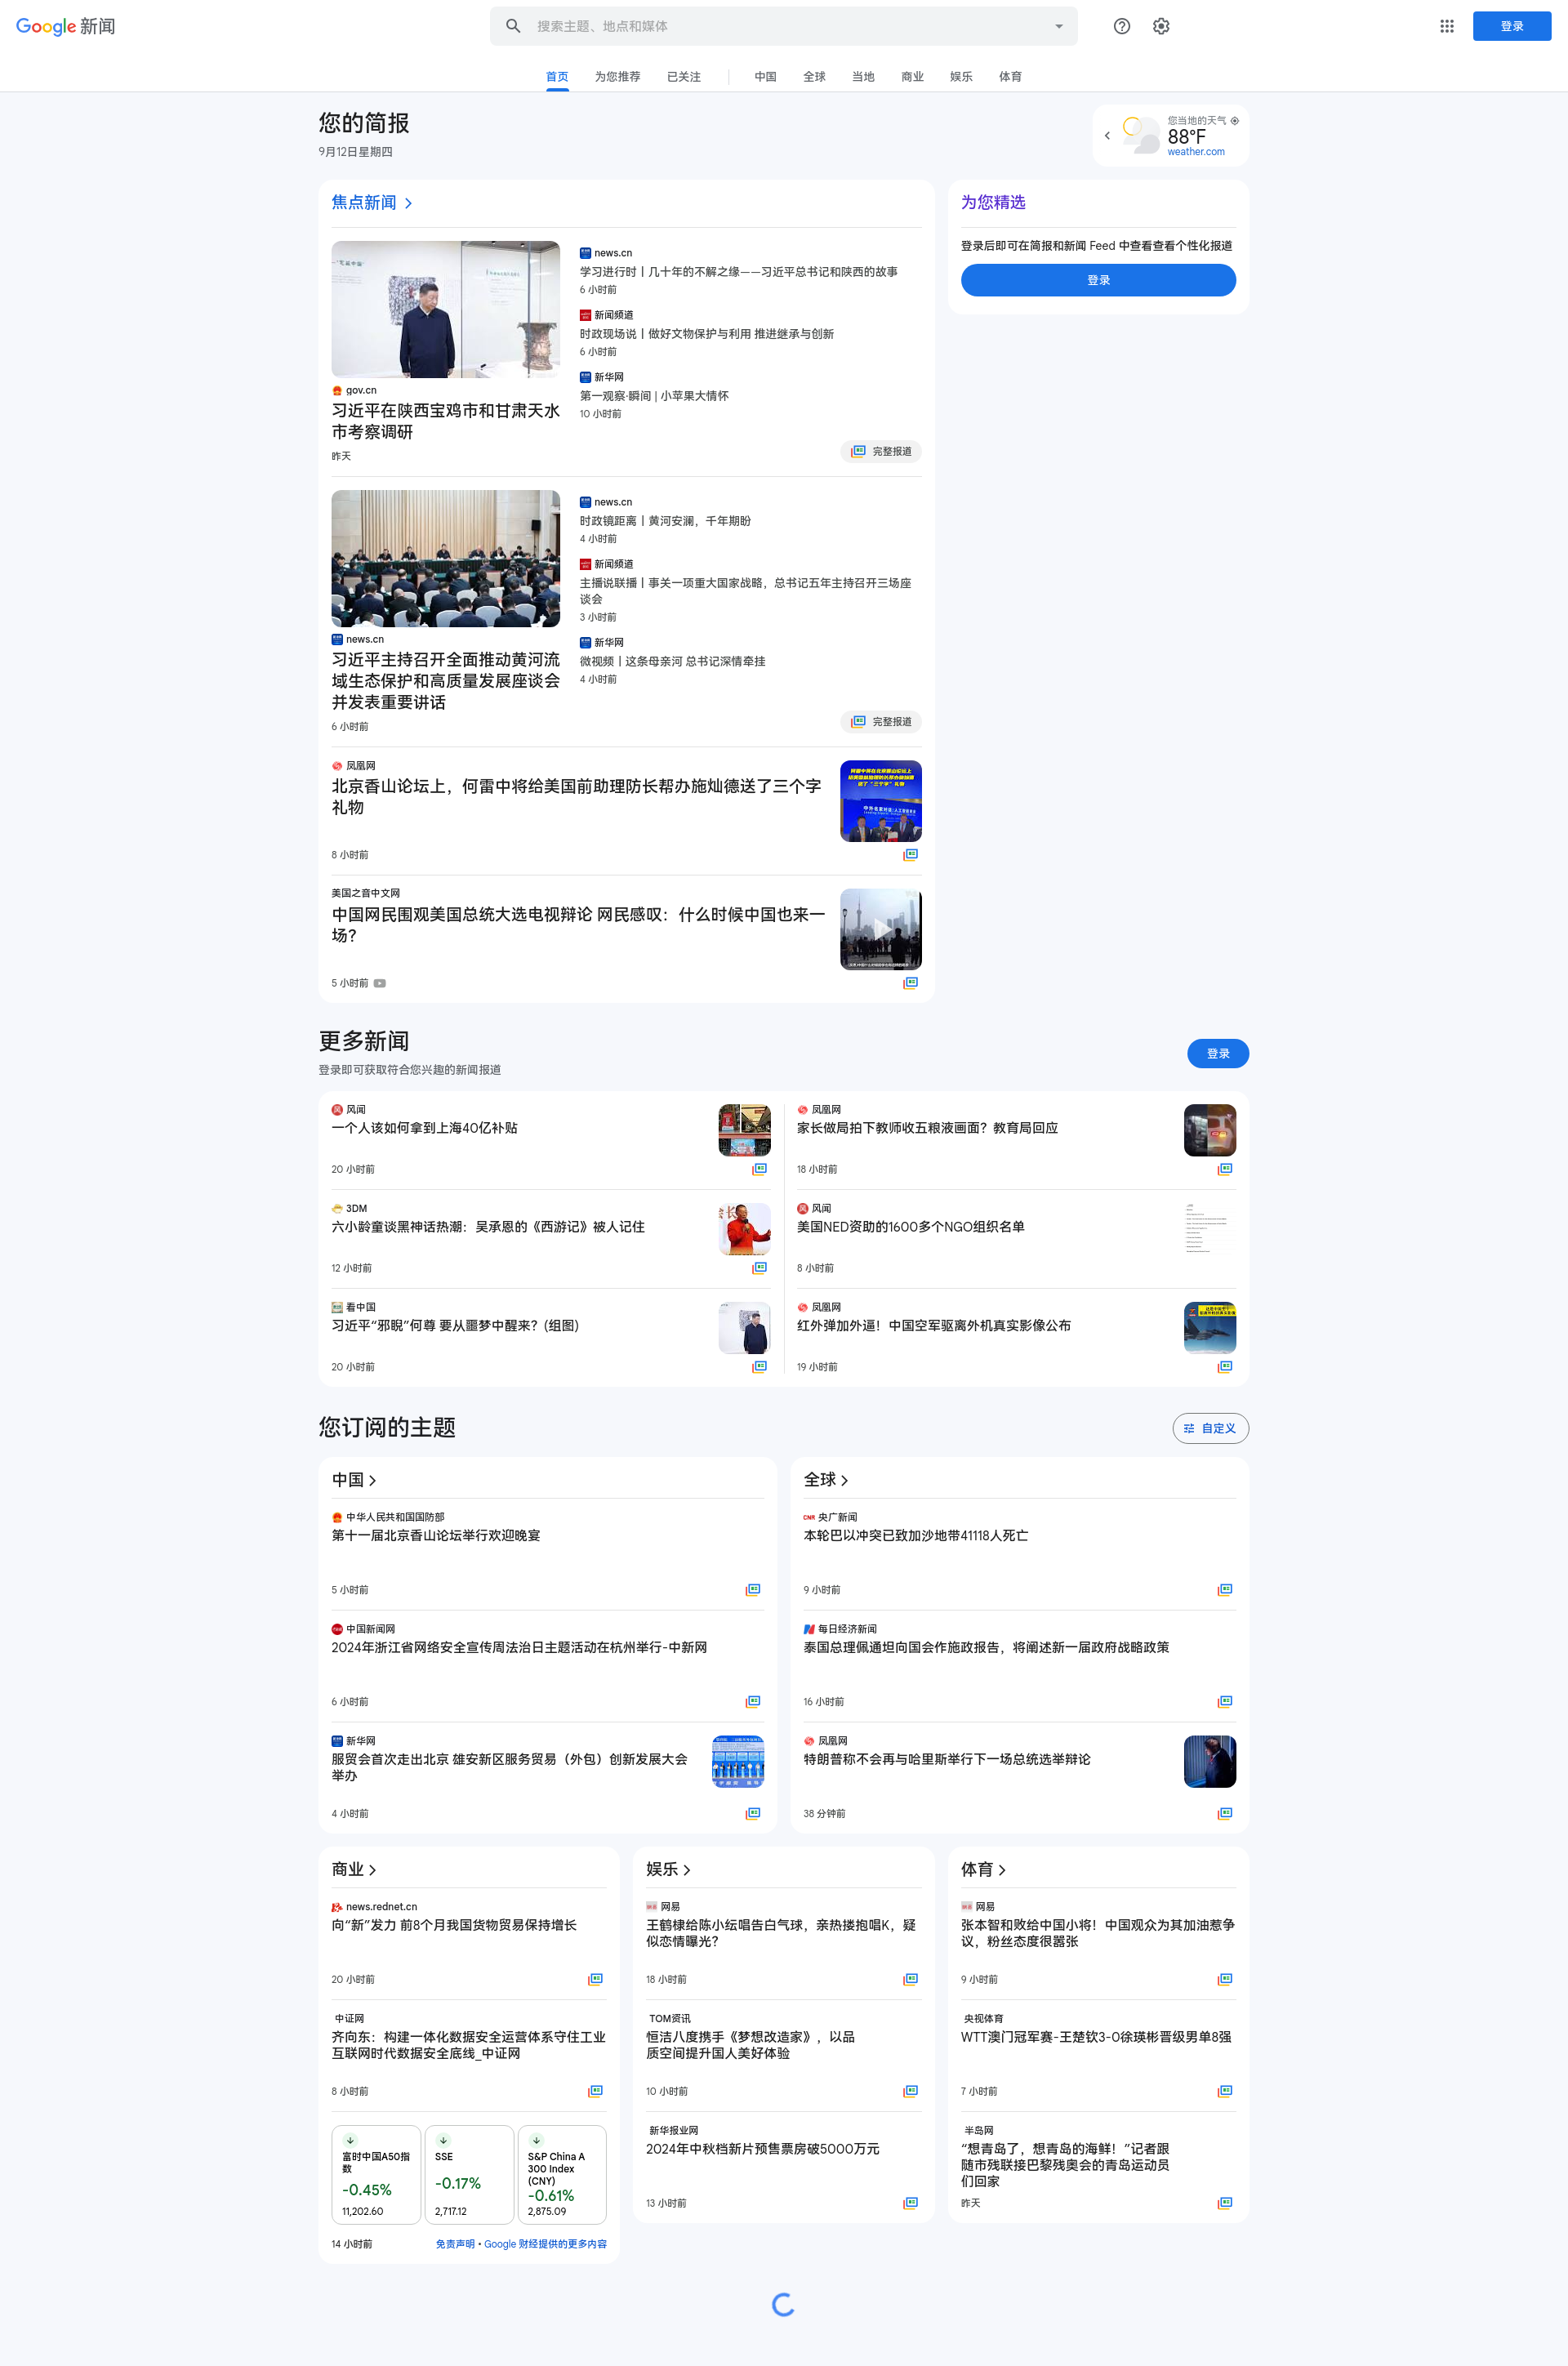 Google 新闻
搜索主题、地点和媒体
登录
首页
为您推荐
已关注
中国
全球
当地
商业
娱乐
体育
您的简报
9月12日星期四
您当地的天气
88°F
weather.com
焦点新闻
gov.cn
习近平在陕西宝鸡市和甘肃天水
市考察调研
昨天
news.cn
学习进行时丨几十年的不解之缘——习近平总书记和陕西的故事
6 小时前
新闻频道
时政现场说丨做好文物保护与利用 推进继承与创新
6 小时前
新华网
第一观察·瞬间 | 小苹果大情怀
10 小时前
完整报道
news.cn
习近平主持召开全面推动黄河流
域生态保护和高质量发展座谈会
并发表重要讲话
6 小时前
news.cn
时政镜距离丨黄河安澜，千年期盼
4 小时前
新闻频道
主播说联播丨事关一项重大国家战略，总书记五年主持召开三场座
谈会
3 小时前
新华网
微视频丨这条母亲河 总书记深情牵挂
4 小时前
完整报道
凤凰网
北京香山论坛上，何雷中将给美国前助理防长帮办施灿德送了三个字
礼物
8 小时前
美国之音中文网
中国网民围观美国总统大选电视辩论 网民感叹：什么时候中国也来一
场？
5 小时前
为您精选
登录后即可在简报和新闻 Feed 中查看查看个性化报道
登录
更多新闻
登录即可获取符合您兴趣的新闻报道
登录
风闻
一个人该如何拿到上海40亿补贴
20 小时前
3DM
六小龄童谈黑神话热潮：吴承恩的《西游记》被人记住
12 小时前
看中国
习近平“邪睨”何尊 要从噩梦中醒来？(组图)
20 小时前
凤凰网
家长做局拍下教师收五粮液画面？教育局回应
18 小时前
风闻
美国NED资助的1600多个NGO组织名单
8 小时前
凤凰网
红外弹加外逼！中国空军驱离外机真实影像公布
19 小时前
您订阅的主题
自定义
中国
中华人民共和国国防部
第十一届北京香山论坛举行欢迎晚宴
5 小时前
中国新闻网
2024年浙江省网络安全宣传周法治日主题活动在杭州举行-中新网
6 小时前
新华网
服贸会首次走出北京 雄安新区服务贸易（外包）创新发展大会
举办
4 小时前
全球
央广新闻
本轮巴以冲突已致加沙地带41118人死亡
9 小时前
每日经济新闻
泰国总理佩通坦向国会作施政报告，将阐述新一届政府战略政策
16 小时前
凤凰网
特朗普称不会再与哈里斯举行下一场总统选举辩论
38 分钟前
商业
news.rednet.cn
向“新”发力 前8个月我国货物贸易保持增长
20 小时前
中证网
齐向东：构建一体化数据安全运营体系守住工业
互联网时代数据安全底线_中证网
8 小时前
富时中国A50指
数
-0.45%
11,202.60
SSE
-0.17%
2,717.12
S&P China A
300 Index
(CNY)
-0.61%
2,875.09
14 小时前
免责声明 • Google 财经提供的更多内容
娱乐
网易
王鹤棣给陈小纭唱告白气球，亲热搂抱唱K，疑
似恋情曝光？
18 小时前
TOM资讯
恒洁八度携手《梦想改造家》，以品
质空间提升国人美好体验
10 小时前
新华报业网
2024年中秋档新片预售票房破5000万元
13 小时前
体育
网易
张本智和败给中国小将！中国观众为其加油惹争
议，粉丝态度很嚣张
9 小时前
央视体育
WTT澳门冠军赛-王楚钦3-0徐瑛彬晋级男单8强
7 小时前
半岛网
“想青岛了，想青岛的海鲜！”记者跟
随市残联接巴黎残奥会的青岛运动员
们回家
昨天